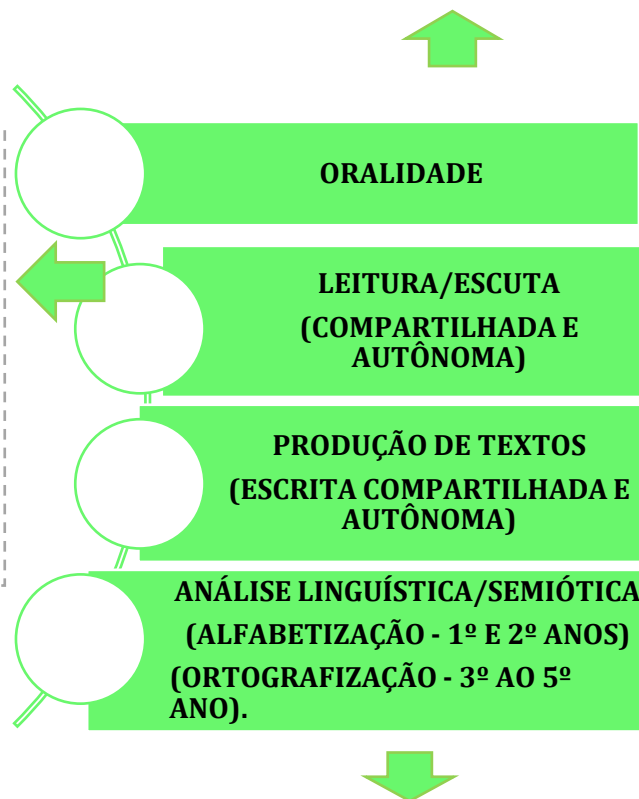 ORALIDADE
LEITURA/ESCUTA
(COMPARTILHADA E
AUTÔNOMA)
PRODUÇÃO DE TEXTOS
(ESCRITA COMPARTILHADA E
AUTÔNOMA)
ANÁLISE LINGUÍSTICA/SEMIÓTICA
(ALFABETIZAÇÃO - 1º E 2º ANOS)
(ORTOGRAFIZAÇÃO - 3º AO 5º
ANO).